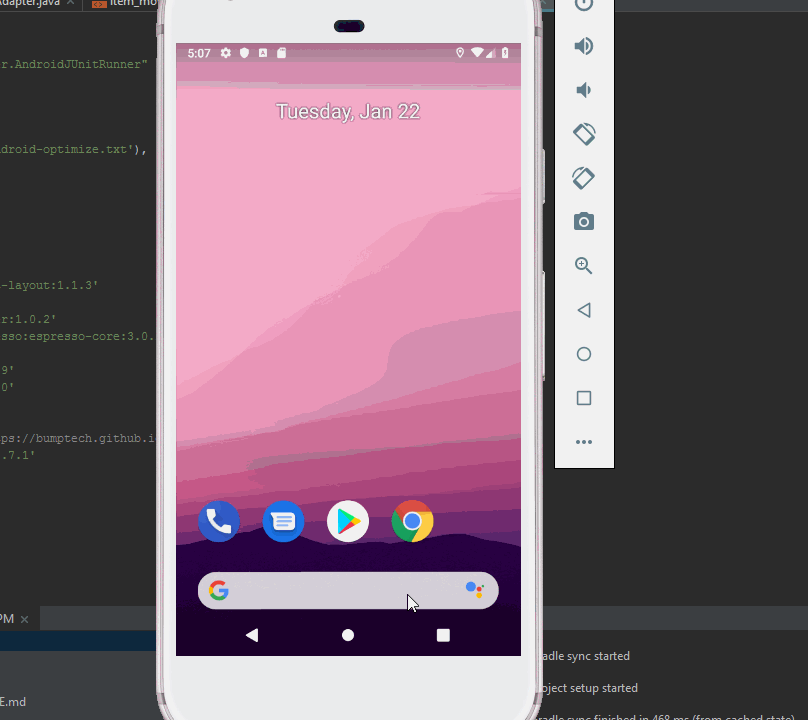 Adapter.java
item_mo
r.AndroidJUnitRunner"
droid-optimize.txt'),
-layout:1.1.3'
r:1.0.2'
sso:espresso-core:3.0.
9'
0'
ps://bumptech.github.i
.7.1'
5:07
Tuesday, Jan 22
PM
E.md
adle sync started
oject setup started
radle sync finished in 468 ms (from cached state)